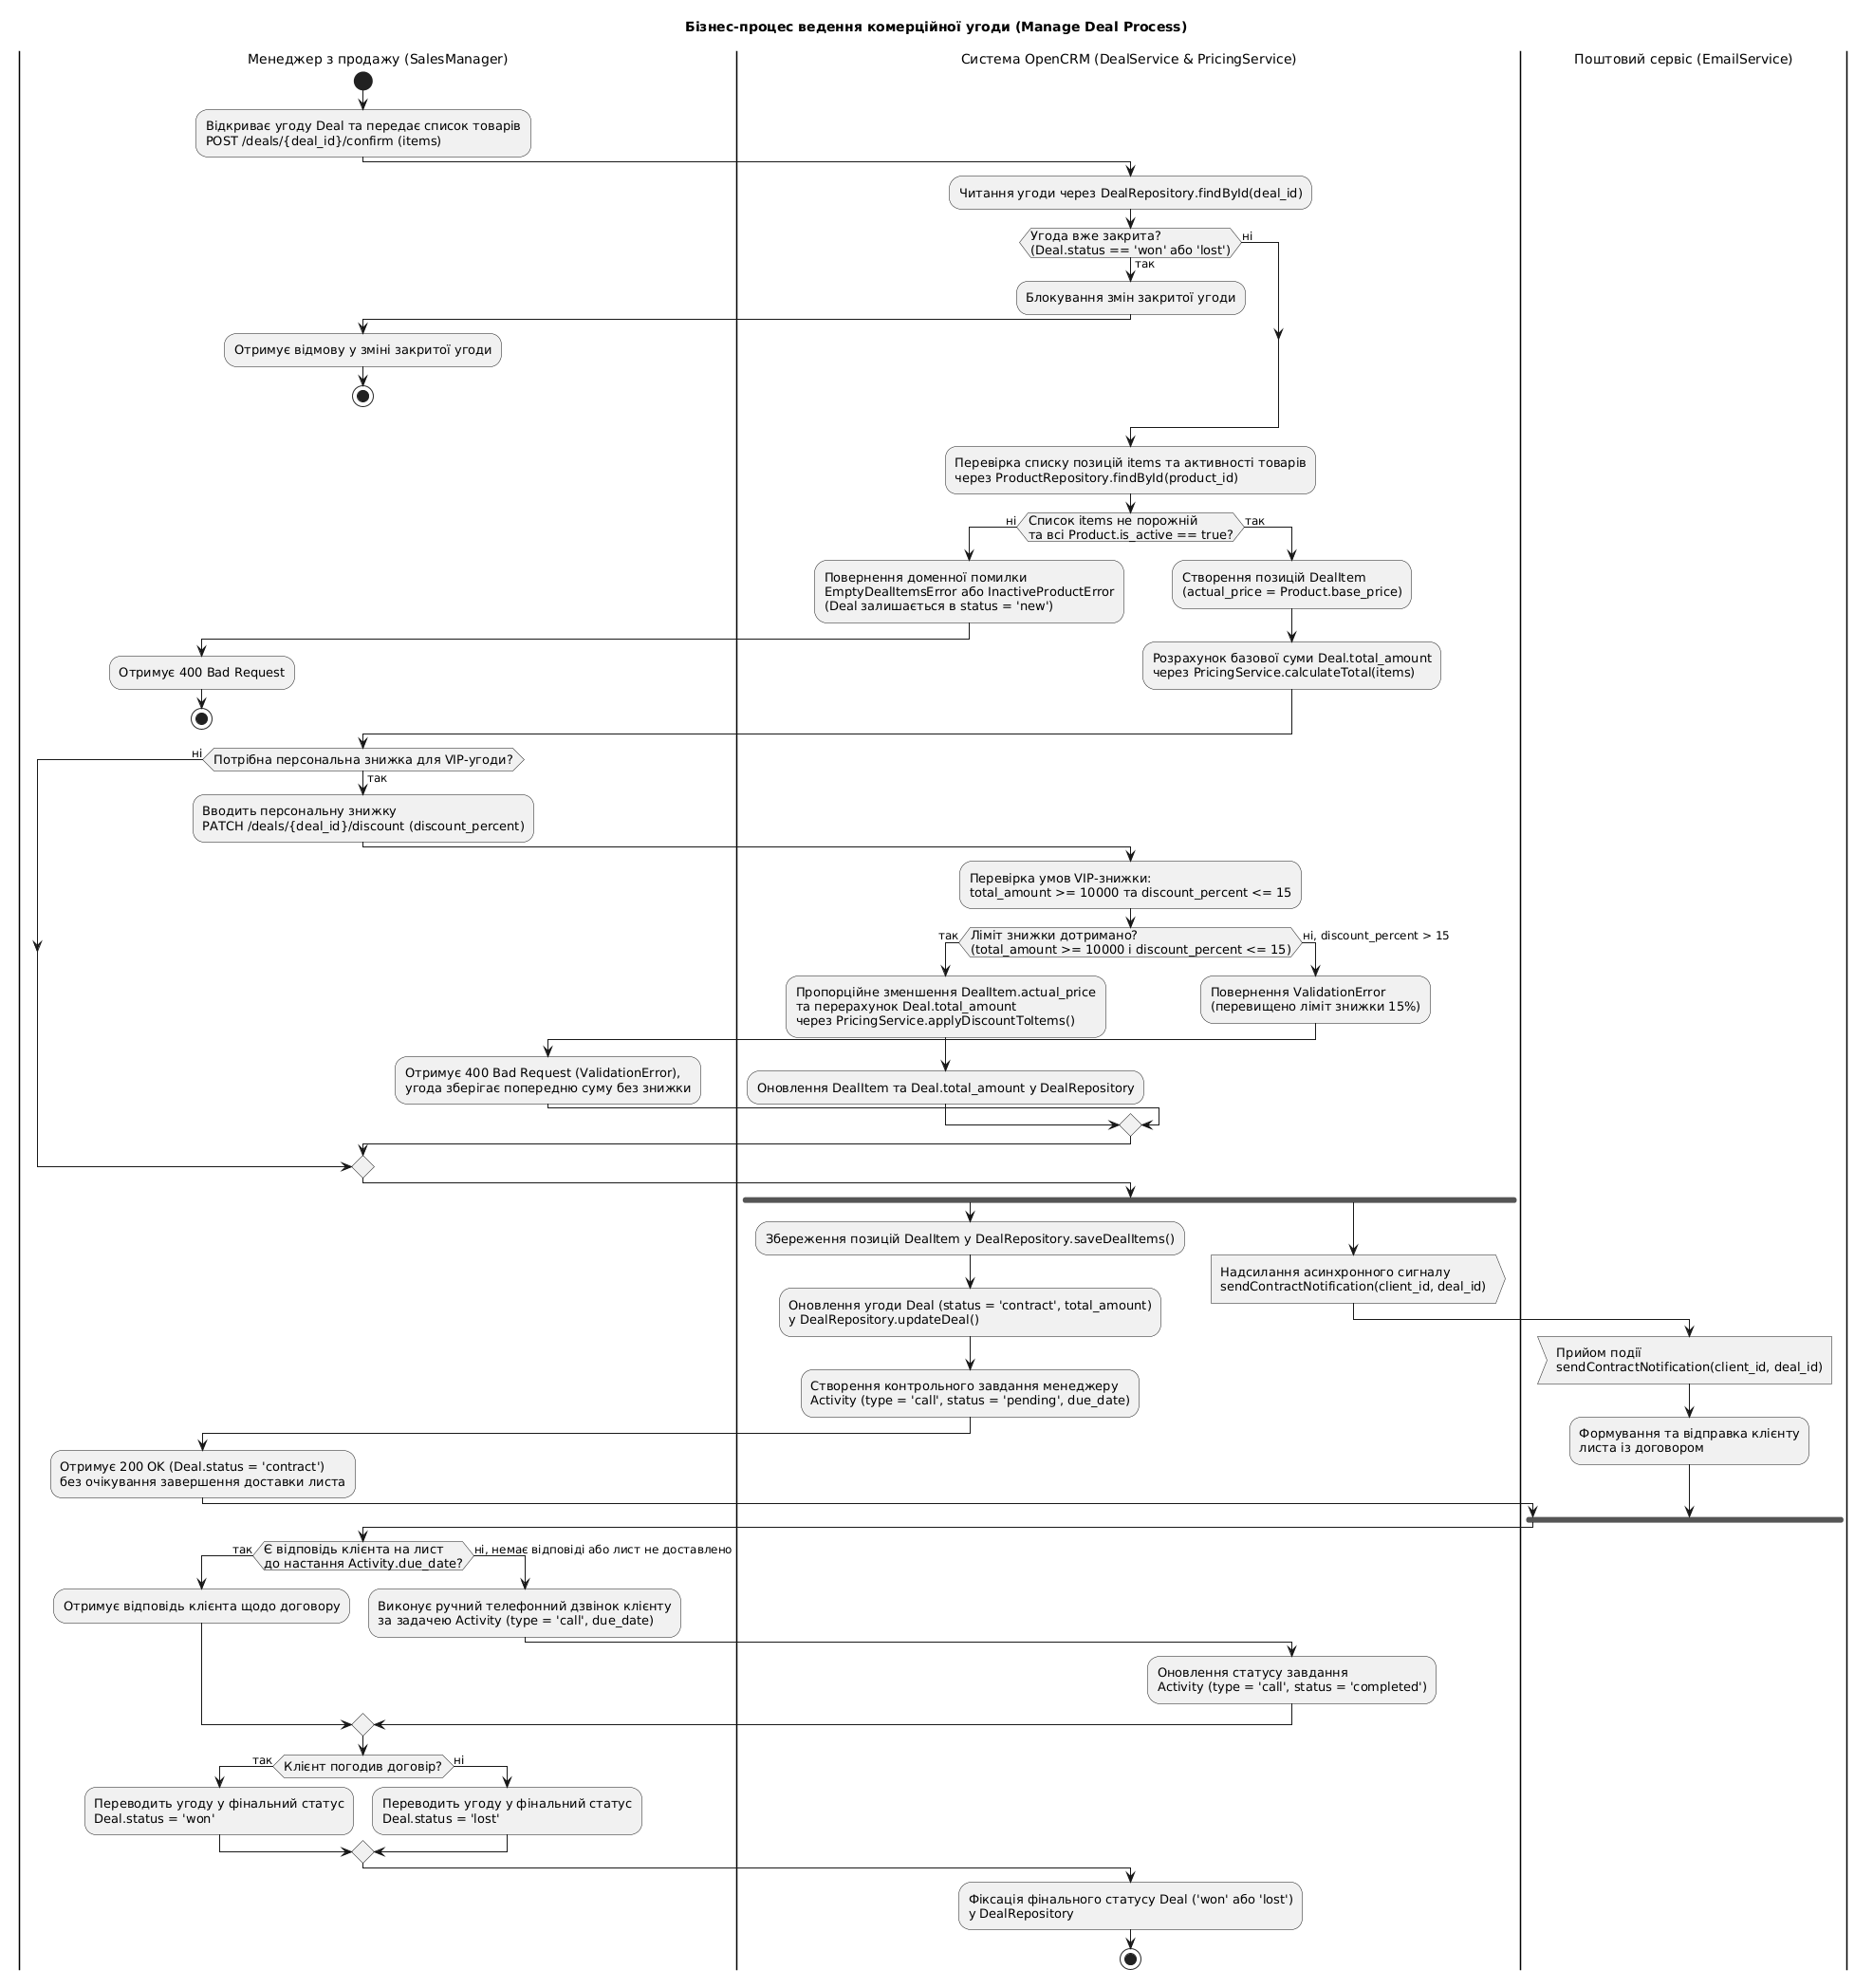 Бізнес-процес ведення комерційної угоди (Manage Deal Process)
Менеджер з продажу (SalesManager)
Система OpenCRM (DealService & PricingService)
Поштовий сервіс (EmailService)
Відкриває угоду Deal та передає список товарів
POST /deals/{deal_id}/confirm (items)
Читання угоди через DealRepository.findById(deal_id)
Угода вже закрита?
(Deal.status == 'won' або 'lost')
ні
так
Блокування змін закритої угоди
Отримує відмову у зміні закритої угоди
Перевірка списку позицій items та активності товарів
через ProductRepository.findById(product_id)
ні
Список items не порожній
та всі Product.is_active == true?
так
Повернення доменної помилки
EmptyDealItemsError або InactiveProductError
(Deal залишається в status = 'new')
Створення позицій DealItem
(actual_price = Product.base_price)
Отримує 400 Bad Request
Розрахунок базової суми Deal.total_amount
через PricingService.calculateTotal(items)
ні
Потрібна персональна знижка для VIP-угоди?
так
Вводить персональну знижку
PATCH /deals/{deal_id}/discount (discount_percent)
Перевірка умов VIP-знижки:
total_amount >= 10000 та discount_percent <= 15
так
Ліміт знижки дотримано?
(total_amount >= 10000 і discount_percent <= 15)
ні, discount_percent > 15
Пропорційне зменшення DealItem.actual_price
та перерахунок Deal.total_amount
через PricingService.applyDiscountToItems()
Повернення ValidationError
(перевищено ліміт знижки 15%)
Отримує 400 Bad Request (ValidationError),
угода зберігає попередню суму без знижки
Оновлення DealItem та Deal.total_amount у DealRepository
Збереження позицій DealItem у DealRepository.saveDealItems()
Надсилання асинхронного сигналу
sendContractNotification(client_id, deal_id)
Оновлення угоди Deal (status = 'contract', total_amount)
у DealRepository.updateDeal()
Прийом події
sendContractNotification(client_id, deal_id)
Створення контрольного завдання менеджеру
Activity (type = 'call', status = 'pending', due_date)
Формування та відправка клієнту
листа із договором
Отримує 200 OK (Deal.status = 'contract')
без очікування завершення доставки листа
так
Є відповідь клієнта на лист
до настання Activity.due_date?
ні, немає відповіді або лист не доставлено
Отримує відповідь клієнта щодо договору
Виконує ручний телефонний дзвінок клієнту
за задачею Activity (type = 'call', due_date)
Оновлення статусу завдання
Activity (type = 'call', status = 'completed')
так
Клієнт погодив договір?
ні
Переводить угоду у фінальний статус
Deal.status = 'won'
Переводить угоду у фінальний статус
Deal.status = 'lost'
Фіксація фінального статусу Deal ('won' або 'lost')
у DealRepository